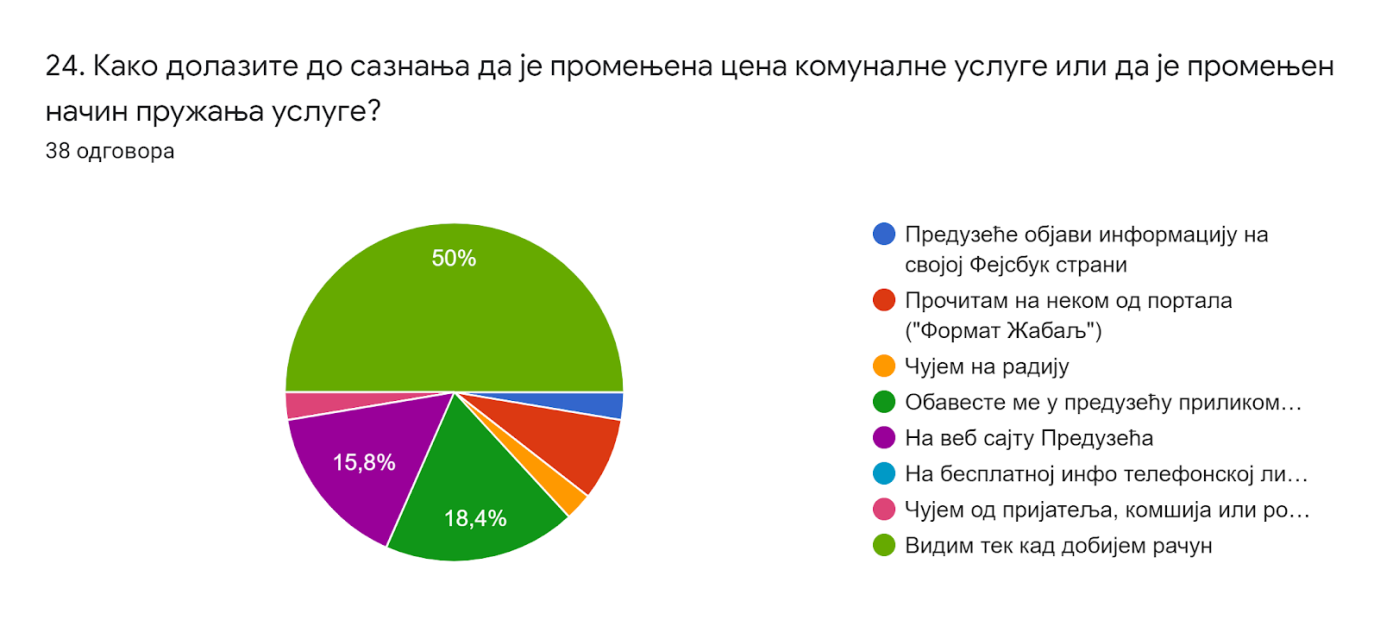 24. Како долазите до сазнања да је промењена цена комуналне услуге или да је промењен
начин пружања услуге?
38 одговора
50%
15,8%
18,4%
Предузеће објави информацију на
својој Фејсбук страни
Прочитам на неком од портала
("Формат Жабаљ")
Чујем на радију
Обавесте ме у предузећу приликом...
На веб сајту Предузећа
На бесплатној инфо телефонској ли...
Чујем од пријатеља, комшија или ро...
Видим тек кад добијем рачун